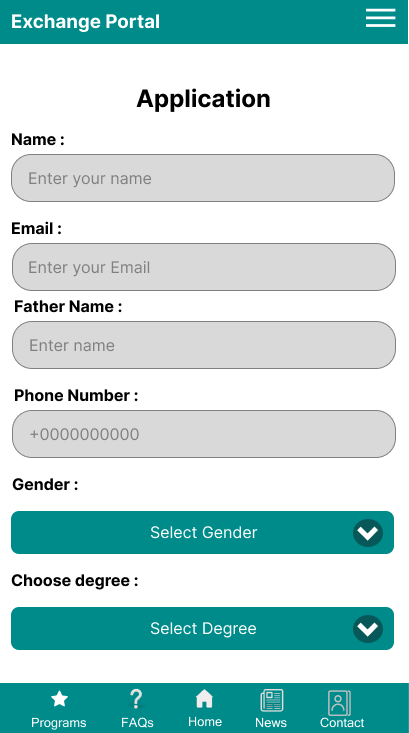 Exchange Portal
Application
Name :
Enter your name
Email :
Enter your Email
Father Name :
Enter name
Phone Number :
+0000000000
Gender :
Select Gender
Choose degree :
Select Degree
Programs FAQs Home News Contact